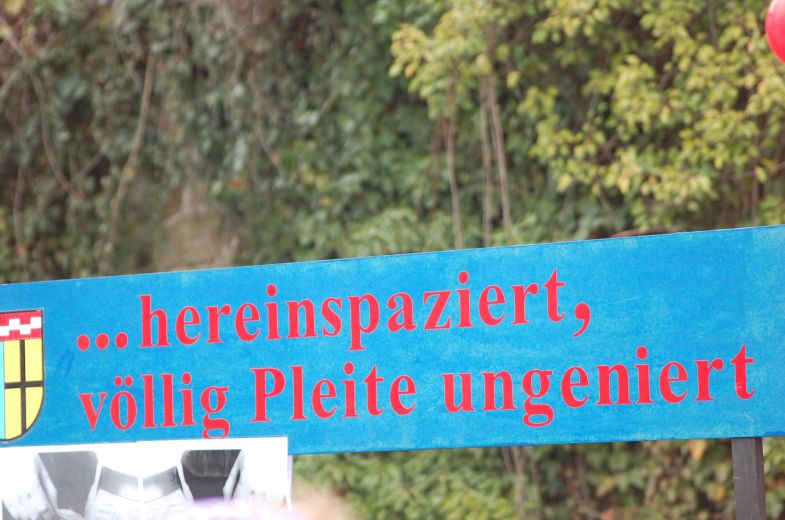 ...hereinspaziert,
völlig Pleite ungeniert